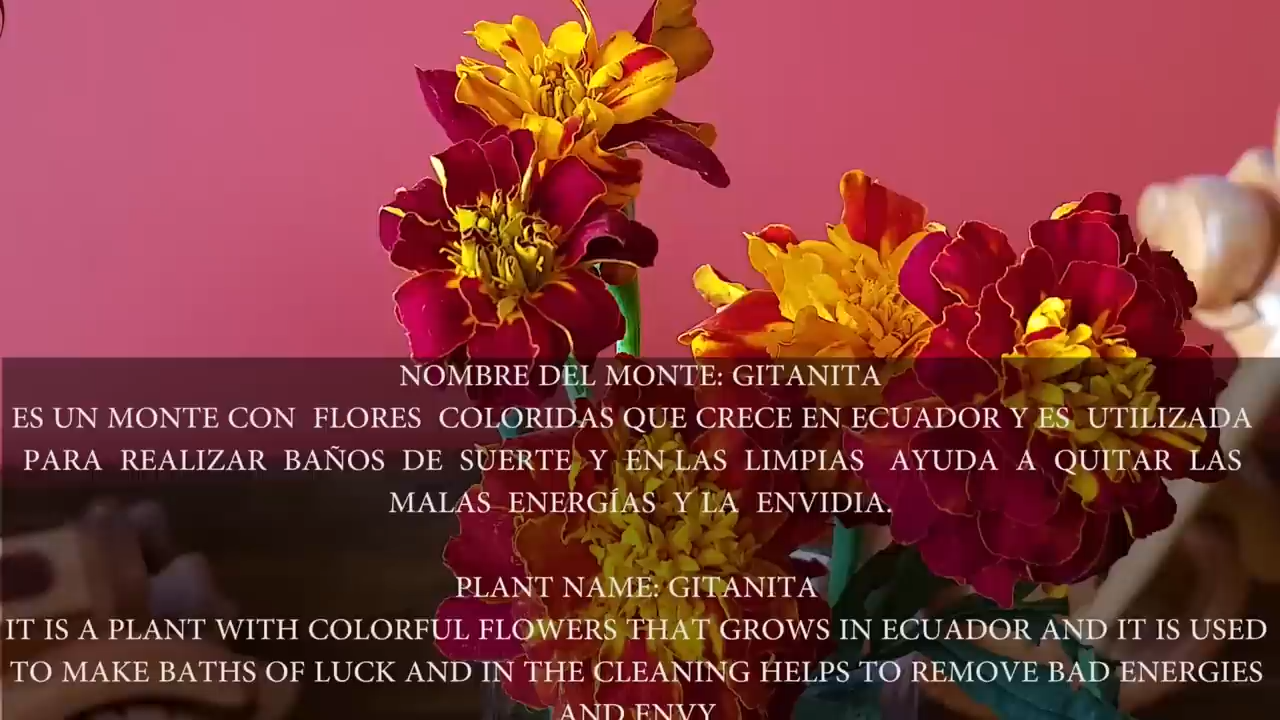 NOMBRE DEL MONTE: GITANITA
ES UN MONTE CON FLORES COLORIDAS QUE CRECE EN ECUADOR Y ES UTILIZADA
PARA REALIZAR BAÑOS DE SUERTE Y EN LAS LIMPIAS AYUDA A QUITAR LAS
MALAS ENERGÍAS Y LA ENVIDIA.
PLANT NAME: GITANITA
IT IS A PLANT WITH COLORFUL FLOWERS THAT GROWS IN ECUADOR AND IT IS USED
TO MAKE BATHS OF LUCK AND IN THE CLEANING HELPS TO REMOVE BAD ENERGIES
AND ENVY